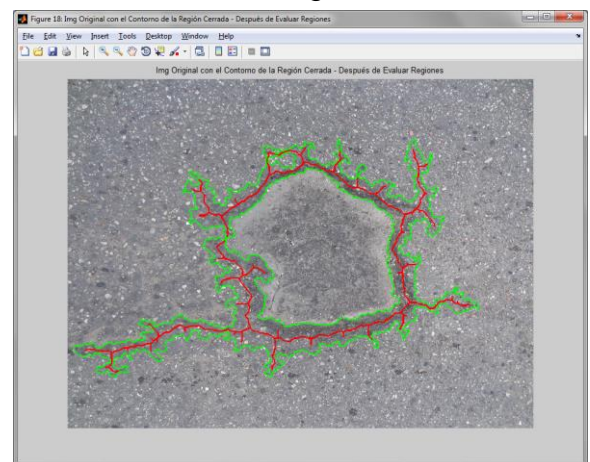 Figure 18: Img Original con el Contorno de la Región Cerrada - Después de Evaluar Regiones
File Edit View Insert Tools Desktop Window Help
Img Original con el Contorno de la Región Cerrada - Después de Evaluar Regiones